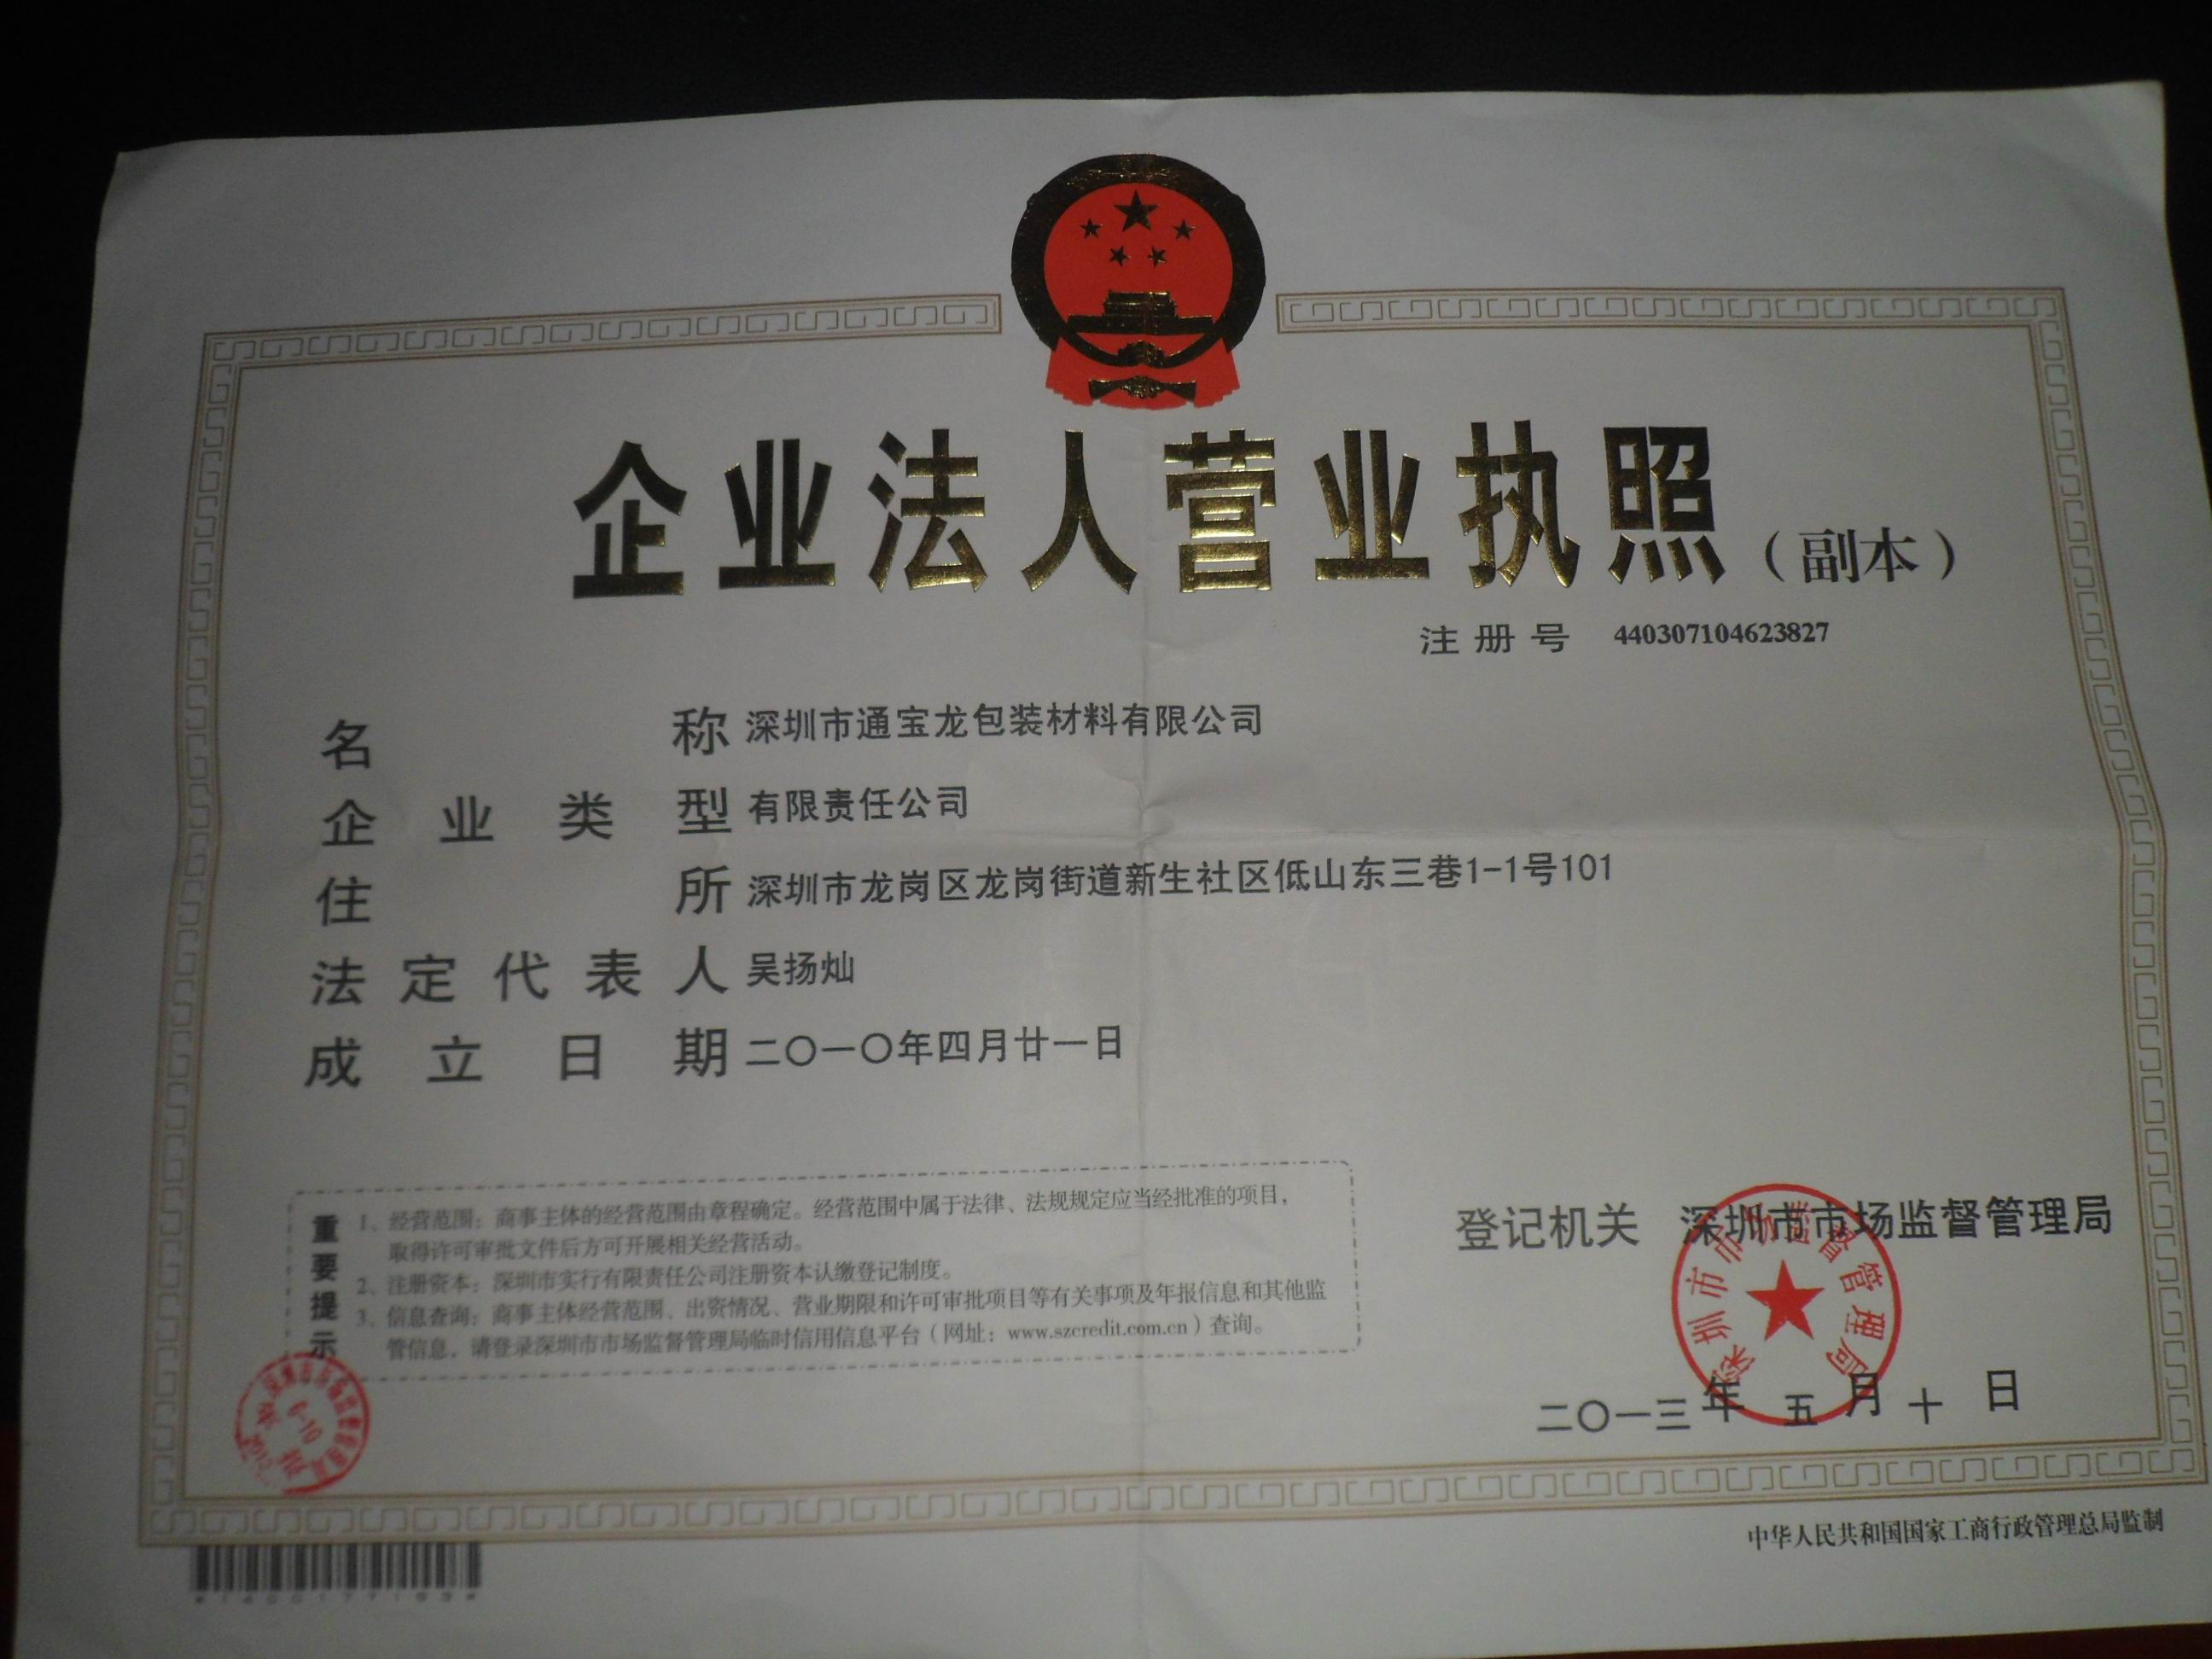 企业法人营业执照（副本）
注册号 440307104623827
名称 深圳市通宝龙包装材料有限公司
企业类型 有限责任公司
住所 深圳市龙岗区龙岗街道新生社区低山东三巷1-1号101
法定代表人 吴扬灿
成立日期 二〇一〇年四月廿一日
重要提示
1、经营范围：商事主体的经营范围由章程确定。经营范围中属于法律、法规规定应当经批准的项目，
取得许可审批文件后方可开展相关经营活动。
2、注册资本：深圳市实行有限责任公司注册资本认缴登记制度。
3、信息查询：商事主体经营范围、出资情况、营业期限和许可审批项目等有关事项及年报信息和其他监
管信息，请登录深圳市市场监督管理局临时信用信息平台（网址：www.szcredit.com.cn）查询。
登记机关 深圳市市场监督管理局
深圳市市场监督管理局
二〇一三年五月十日
中华人民共和国国家工商行政管理总局监制